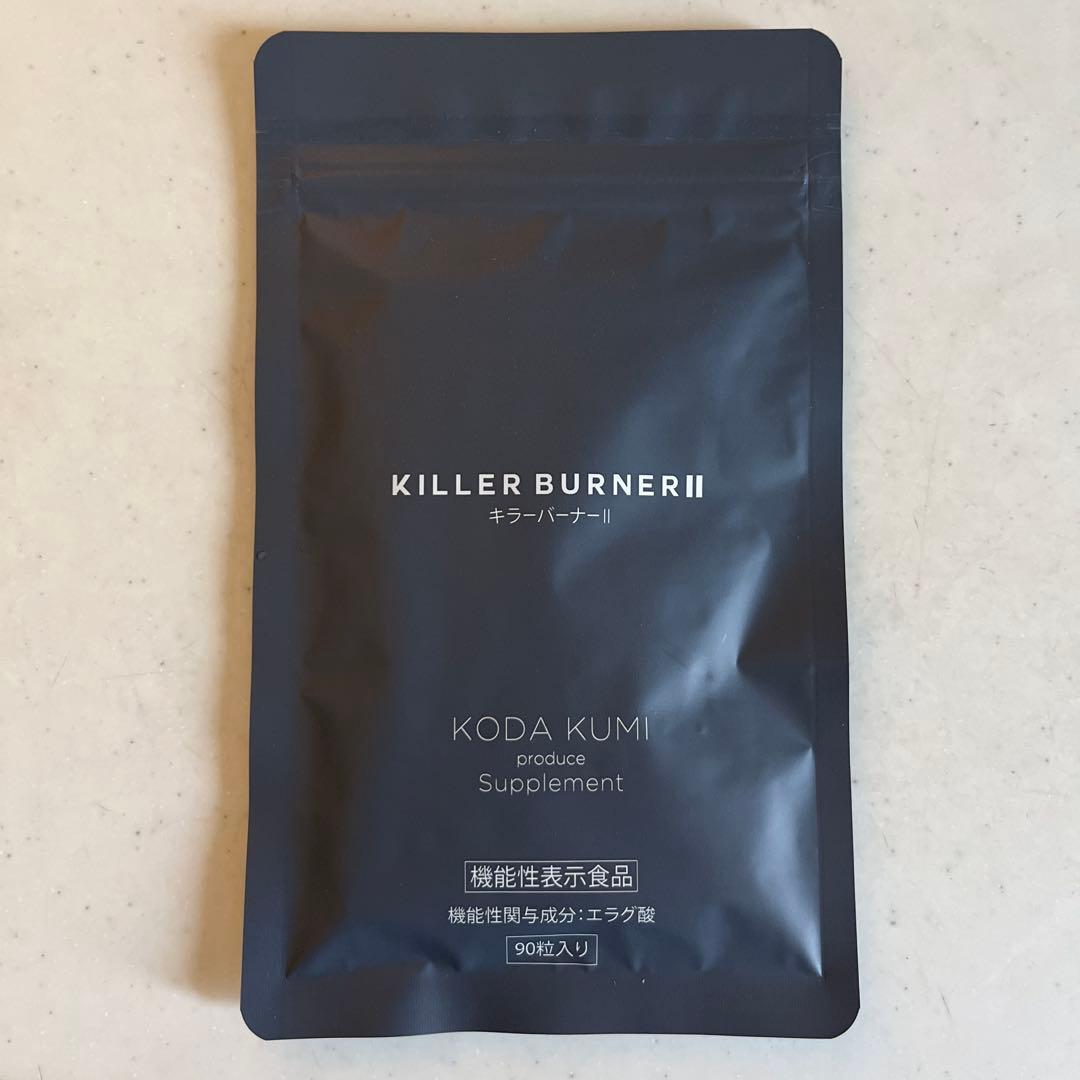 KILLER BURNERⅡ
キラーバーナーⅡ
KODA KUMI
produce
Supplement
機能性表示食品
機能性関与成分:エラグ酸
90粒入り